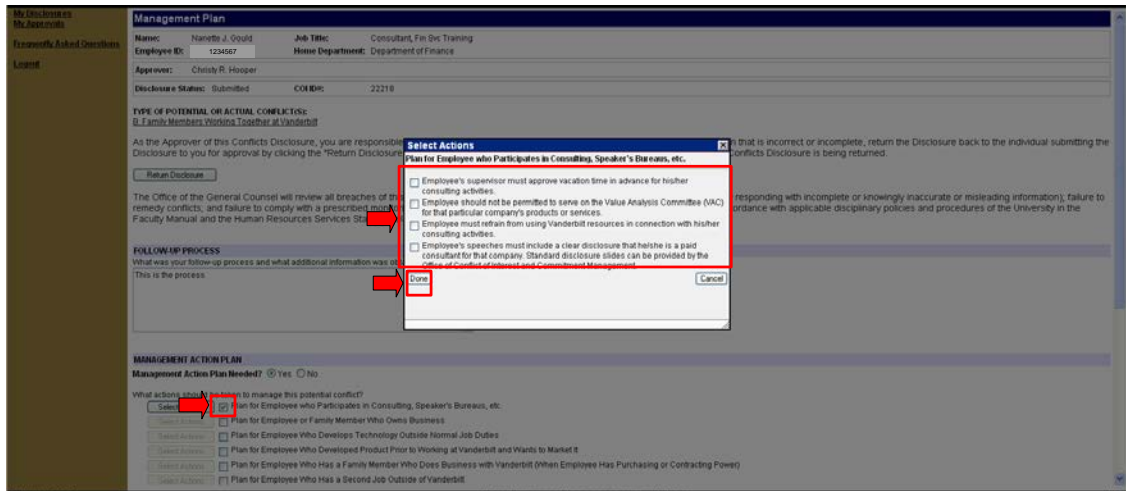 My Disclosures
My Approvals
Frequently Asked Questions
Logout
Management Plan
Name: Nanette J. Gould Job Title: Consultant, Fin Svc Training
Employee ID: 1234567 Home Department: Department of Finance
Approver: Christy R. Hooper
Disclosure Status: Submitted COI ID#: 22218
TYPE OF POTENTIAL OR ACTUAL CONFLICT(S):
B. Family Members Working Together at Vanderbilt
As the Approver of this Conflicts Disclosure, you are responsible
n that is incorrect or incomplete, return the Disclosure back to the individual submitting the
Disclosure to you for approval by clicking the "Return Disclosure
Conflicts Disclosure is being returned.
Return Disclosure
The Office of the General Counsel will review all breaches of
responding with incomplete or knowingly inaccurate or misleading information); failure to
remedy conflicts; and failure to comply with a prescribed
ordance with applicable disciplinary policies and procedures of the University in the
Faculty Manual and the Human Resources Services
FOLLOW-UP PROCESS
What was your follow-up process and what additional information was
This is the process.
Select Actions
Plan for Employee who Participates in Consulting, Speaker's Bureaus, etc.
Employee's supervisor must approve vacation time in advance for his/her
consulting activities.
Employee should not be permitted to serve on the Value Analysis Committee (VAC)
for that particular company's products or services.
Employee must refrain from using Vanderbilt resources in connection with his/her
consulting activities.
Employee's speeches must include a clear disclosure that he/she is a paid
consultant for that company. Standard disclosure slides can be provided by the
Office of Conflict of Interest and Commitment Management.
Done Cancel
MANAGEMENT ACTION PLAN
Management Action Plan Needed? Yes No
What actions should be taken to manage this potential conflict?
Select Plan for Employee who Participates in Consulting, Speaker's Bureaus, etc.
Select Actions Plan for Employee or Family Member Who Owns Business
Select Actions Plan for Employee Who Develops Technology Outside Normal Job Duties
Select Actions Plan for Employee Who Developed Product Prior to Working at Vanderbilt and Wants to Market It
Select Actions Plan for Employee Who Has a Family Member Who Does Business with Vanderbilt (When Employee Has Purchasing or Contracting Power)
Select Actions Plan for Employee Who Has a Second Job Outside of Vanderbilt